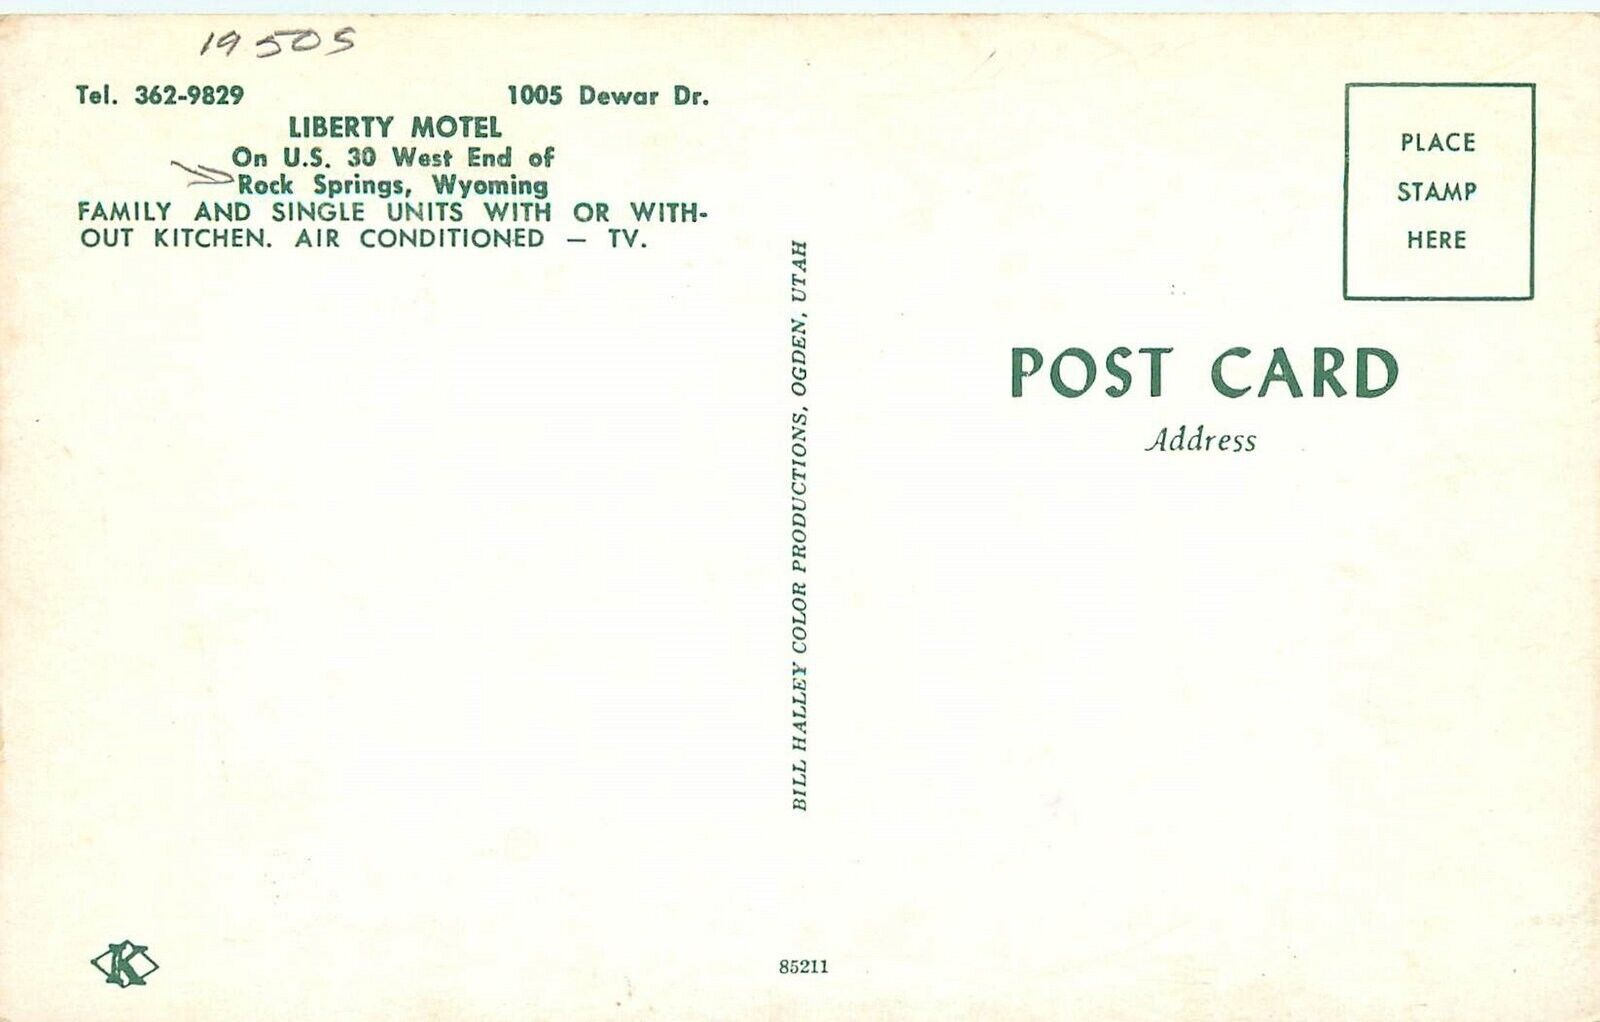 1950S
Tel. 362-9829 1005 Dewar Dr.
LIBERTY MOTEL
On U.S. 30 West End of
Rock Springs, Wyoming
FAMILY AND SINGLE UNITS WITH OR WITH-
OUT KITCHEN. AIR CONDITIONED — TV.
BILL HALLEY COLOR PRODUCTIONS, OGDEN, UTAH
PLACE
STAMP
HERE
POST CARD
Address
K
85211